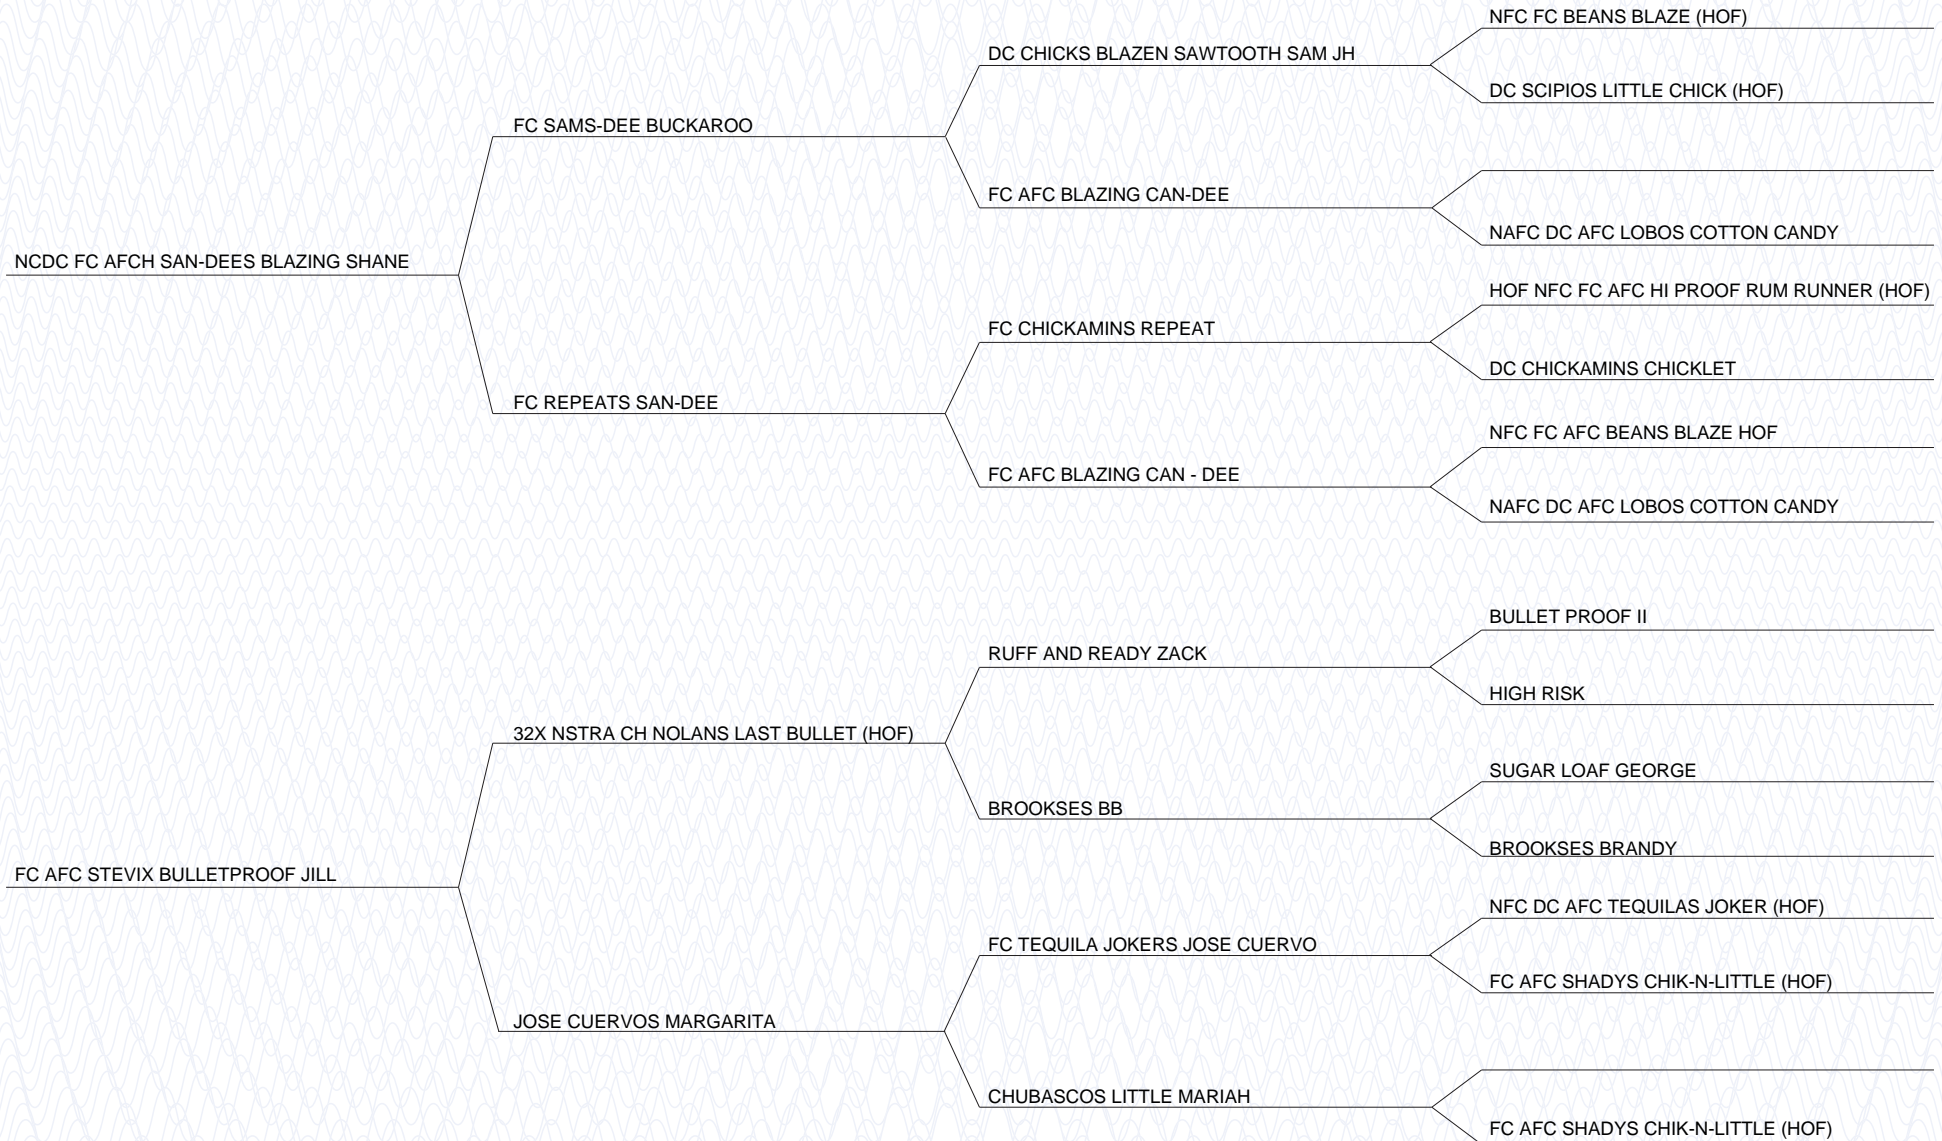 NFC FC BEANS BLAZE (HOF)
DC CHICKS BLAZEN SAWTOOTH SAM JH
DC SCIPIOS LITTLE CHICK (HOF)
FC SAMS-DEE BUCKAROO
FC AFC BLAZING CAN-DEE
NAFC DC AFC LOBOS COTTON CANDY
NCDC FC AFCH SAN-DEES BLAZING SHANE
HOF NFC FC AFC HI PROOF RUM RUNNER (HOF)
FC CHICKAMINS REPEAT
DC CHICKAMINS CHICKLET
FC REPEATS SAN-DEE
NFC FC AFC BEANS BLAZE HOF
FC AFC BLAZING CAN - DEE
NAFC DC AFC LOBOS COTTON CANDY
BULLET PROOF II
RUFF AND READY ZACK
HIGH RISK
32X NSTRA CH NOLANS LAST BULLET (HOF)
SUGAR LOAF GEORGE
BROOKSES BB
BROOKSES BRANDY
FC AFC STEVIX BULLETPROOF JILL
NFC DC AFC TEQUILAS JOKER (HOF)
FC TEQUILA JOKERS JOSE CUERVO
FC AFC SHADYS CHIK-N-LITTLE (HOF)
JOSE CUERVOS MARGARITA
CHUBASCOS LITTLE MARIAH
FC AFC SHADYS CHIK-N-LITTLE (HOF)